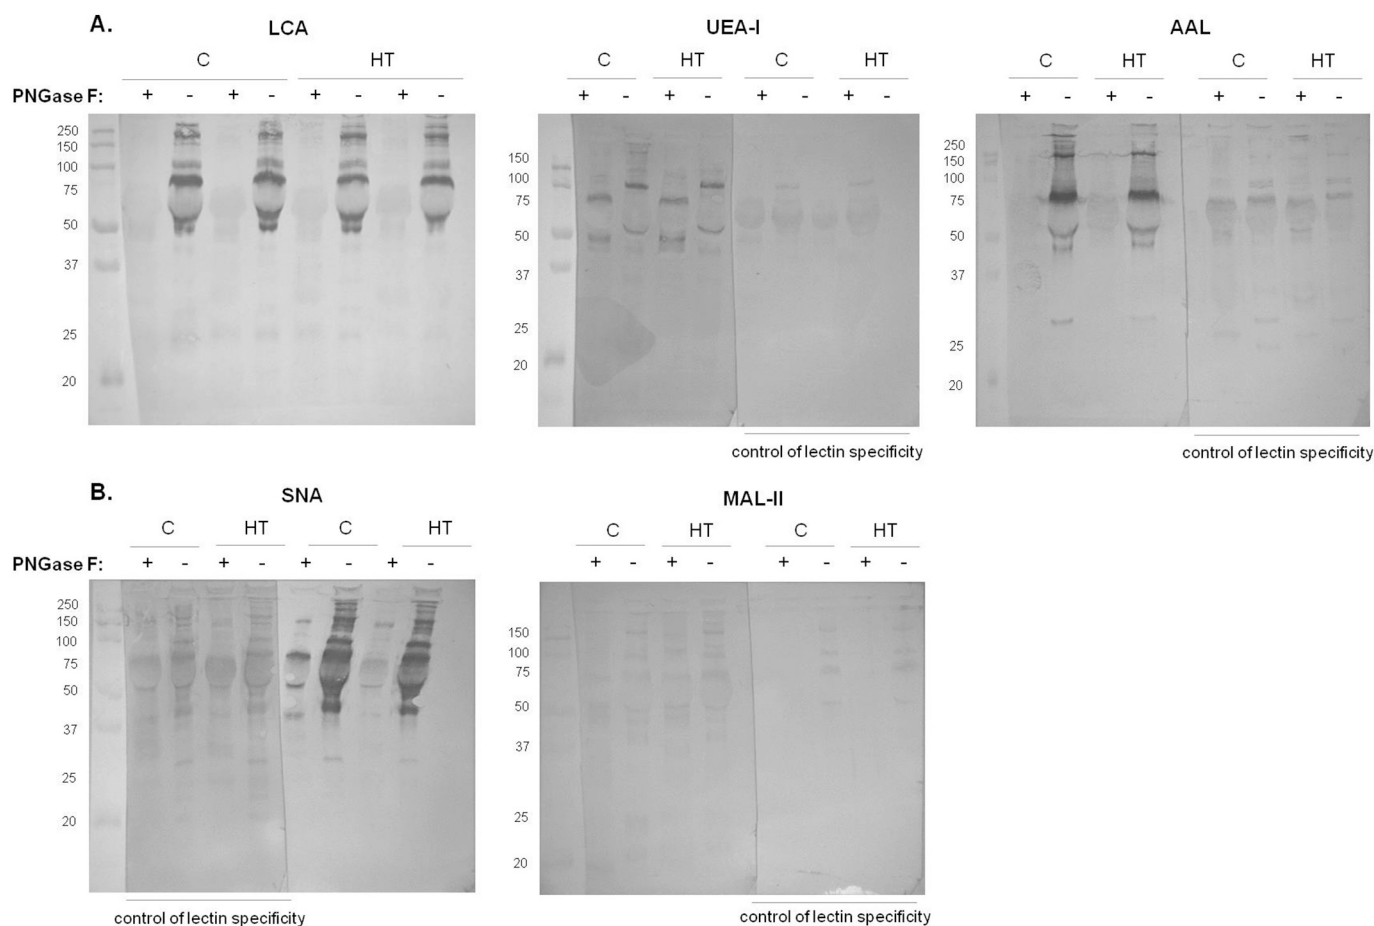 A.
LCA
UEA-I
AAL
C HT
C HT C HT
C HT C HT
PNGase F: + - + - + - + -
+ - + - + - + -
+ - + - + - + -
250
150
100
75
50
37
25
20
150
100
75
50
37
25
20
250
150
100
75
50
37
25
20
control of lectin specificity
control of lectin specificity
B.
SNA
MAL-II
C HT C HT
C HT C HT
PNGase F: + - + - + - + -
+ - + - + - + -
250
150
100
75
50
37
25
20
150
100
75
50
37
25
20
control of lectin specificity
control of lectin specificity